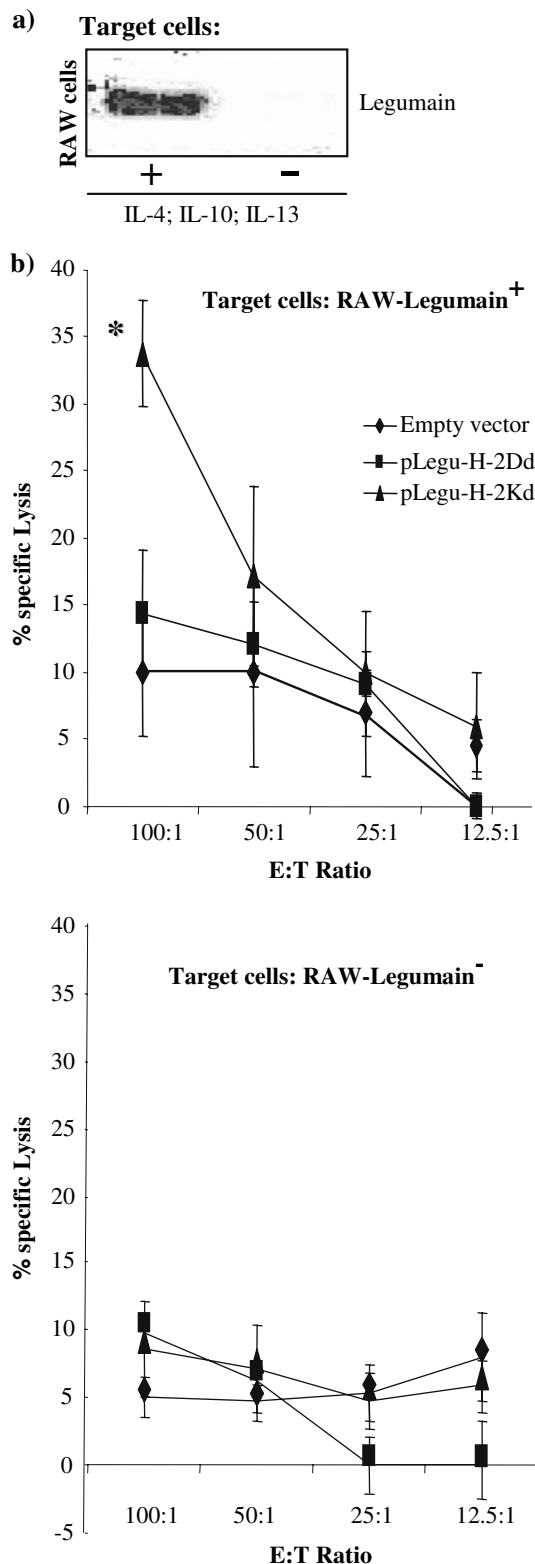 a) Target cells:
RAW cells
Legumain
+ -
IL-4; IL-10; IL-13
b)
40
35
30
25
20
15
10
5
0
% specific Lysis
Target cells: RAW-Legumain+
*
Empty vector
pLegu-H-2Dd
pLegu-H-2Kd
100:1 50:1 25:1 12.5:1
E:T Ratio
40
35
30
25
20
15
10
5
0
-5
% specific Lysis
Target cells: RAW-Legumain-
100:1 50:1 25:1 12.5:1
E:T Ratio